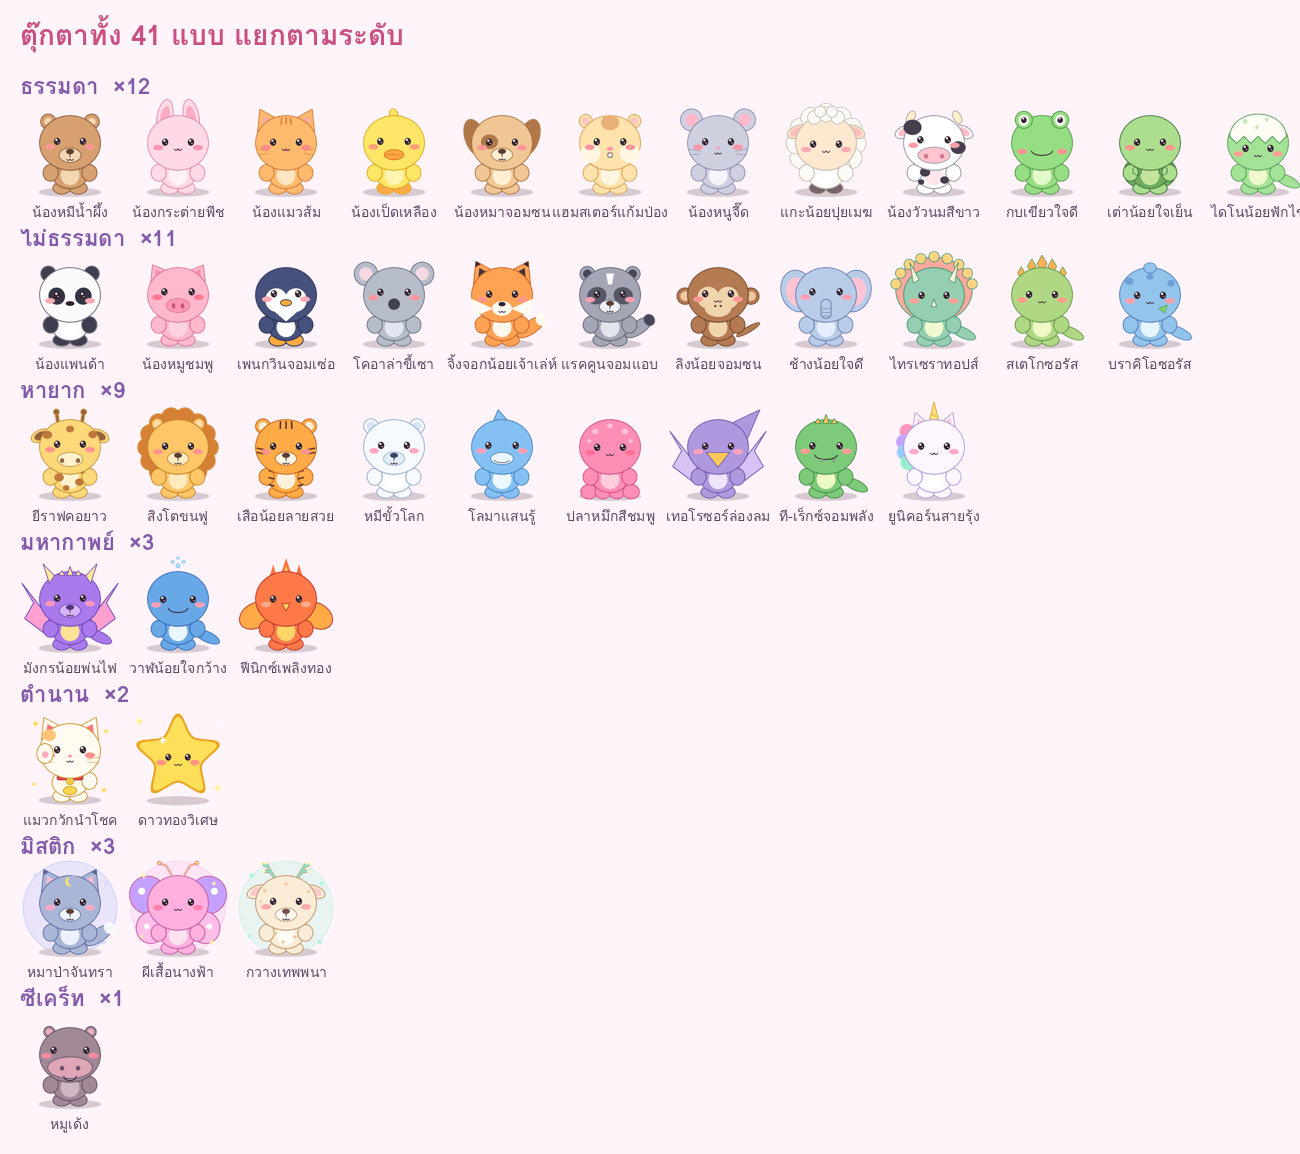 ตุ๊กตาทั้ง 41 แบบ แยกตามระดับ
ธรรมดา ×12
น้องหมีน้ำผึ้ง น้องกระต่ายพีช น้องแมวส้ม น้องเป็ดเหลือง น้องหมาจอมซน แฮมสเตอร์แก้มป่อง น้องหนูจี๊ด แกะน้อยปุยเมฆ น้องวัวนมสีขาว กบเขียวใจดี เต่าน้อยใจเย็น ไดโนน้อยฟักไข่
ไม่ธรรมดา ×11
น้องแพนด้า น้องหมูชมพู เพนกวินจอมเซ่อ โคอาล่าขี้เซา จิ้งจอกน้อยเจ้าเล่ห์ แรคคูนจอมแอบ ลิงน้อยจอมซน ช้างน้อยใจดี ไทรเซราทอปส์ สเตโกซอรัส บราคิโอซอรัส
หายาก ×9
ยีราฟคอยาว สิงโตขนฟู เสือน้อยลายสวย หมีขั้วโลก โลมาแสนรู้ ปลาหมึกสีชมพู เทอโรซอร์ล่องลม ที-เร็กซ์จอมพลัง ยูนิคอร์นสายรุ้ง
มหากาพย์ ×3
มังกรน้อยพ่นไฟ วาฬน้อยใจกว้าง ฟีนิกซ์เพลิงทอง
ตำนาน ×2
แมวกวักนำโชค ดาวทองวิเศษ
มิสติก ×3
หมาป่าจันทรา ผีเสื้อนางฟ้า กวางเทพพนา
ซีเคร็ท ×1
หมูเด้ง